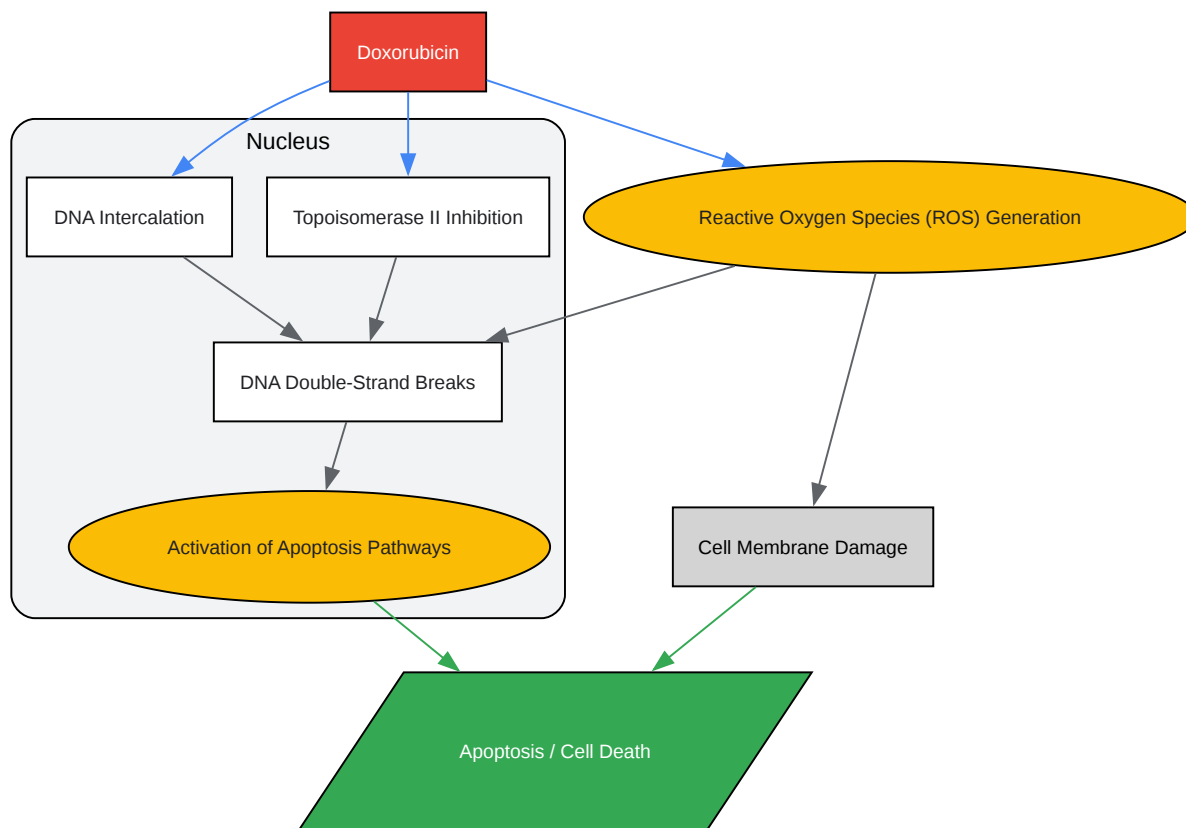 Doxorubicin
Nucleus
DNA Intercalation
Topoisomerase II Inhibition
Reactive Oxygen Species (ROS) Generation
DNA Double-Strand Breaks
Activation of Apoptosis Pathways
Cell Membrane Damage
Apoptosis / Cell Death